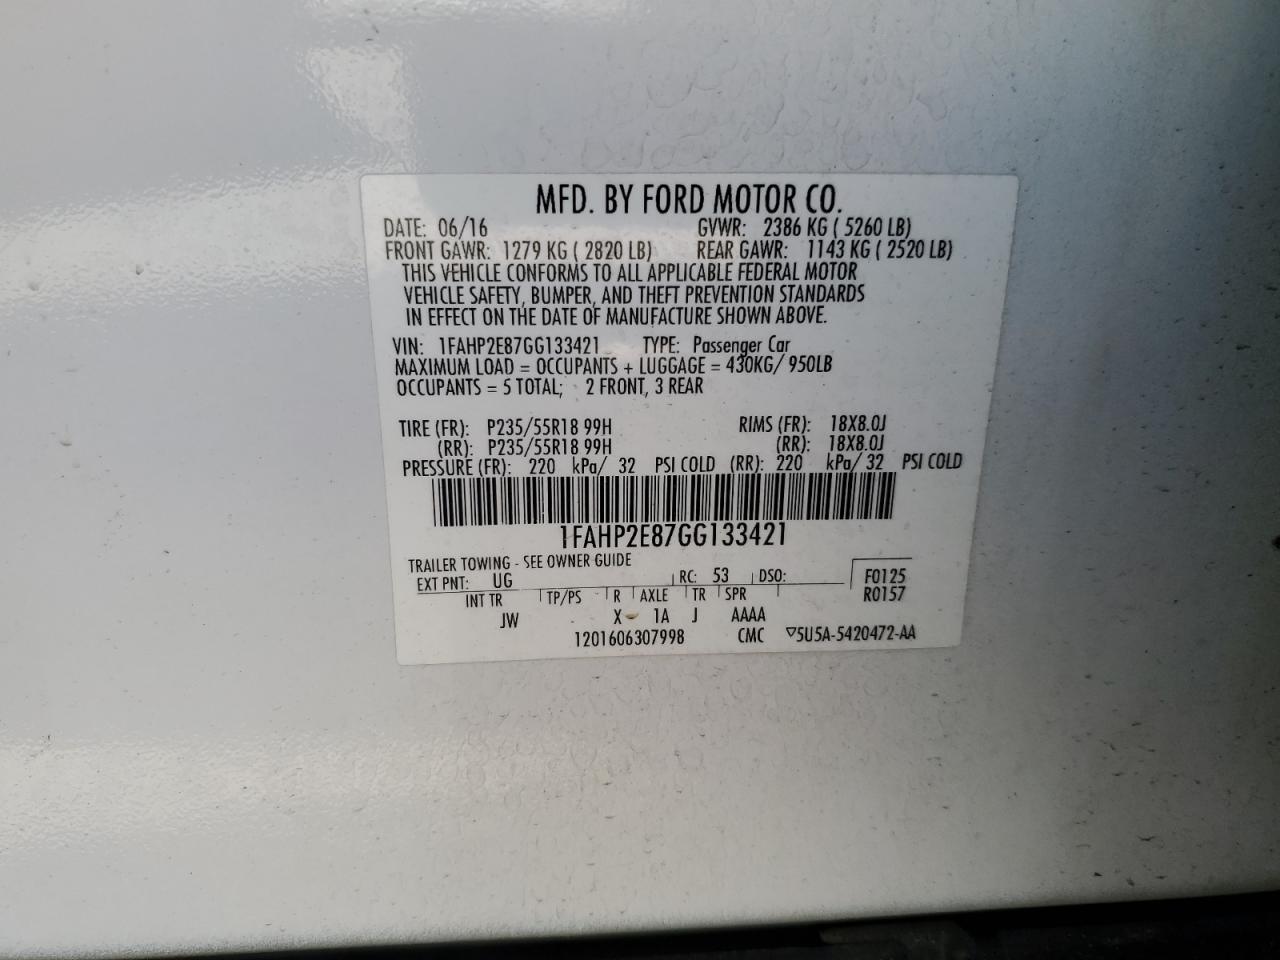 MFD. BY FORD MOTOR CO.
DATE: 06/16 GVWR: 2386 KG ( 5260 LB)
FRONT GAWR: 1279 KG ( 2820 LB) REAR GAWR: 1143 KG ( 2520 LB)
THIS VEHICLE CONFORMS TO ALL APPLICABLE FEDERAL MOTOR
VEHICLE SAFETY, BUMPER, AND THEFT PREVENTION STANDARDS
IN EFFECT ON THE DATE OF MANUFACTURE SHOWN ABOVE.
VIN: 1FAHP2E87GG133421 TYPE: Passenger Car
MAXIMUM LOAD = OCCUPANTS + LUGGAGE = 430KG/ 950LB
OCCUPANTS = 5 TOTAL; 2 FRONT, 3 REAR
TIRE (FR): P235/55R18 99H RIMS (FR): 18X8.0J
(RR): P235/55R18 99H (RR): 18X8.0J
PRESSURE (FR): 220 kPa/ 32 PSI COLD (RR): 220 kPa/ 32 PSI COLD
1FAHP2E87GG133421
TRAILER TOWING - SEE OWNER GUIDE
EXT PNT: UG RC: 53 DSO: F0125
INT TR TP/PS R AXLE TR SPR R0157
JW X- 1A J AAAA
1201606307998 CMC ▽5U5A-5420472-AA